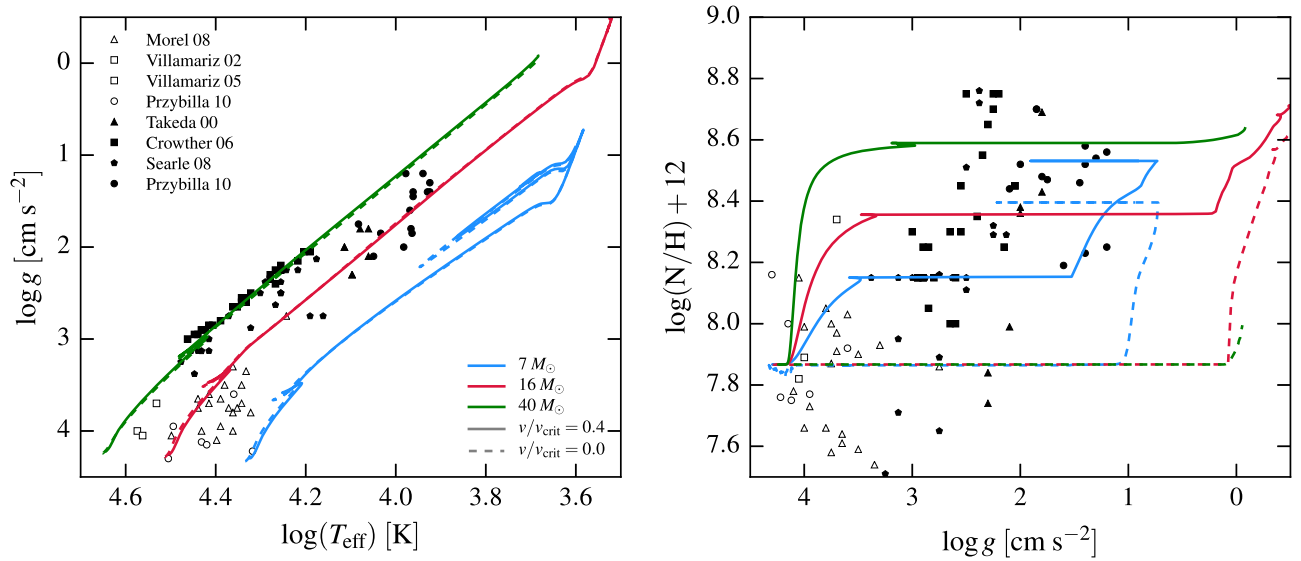 0
1
2
3
4
log g [cm s⁻²]
Morel 08
Villamariz 02
Villamariz 05
Przybilla 10
Takeda 00
Crowther 06
Searle 08
Przybilla 10
7 M⊙
16 M⊙
40 M⊙
v/v_crit = 0.4
v/v_crit = 0.0
4.6 4.4 4.2 4.0 3.8 3.6
log(T_eff) [K]
9.0
8.8
8.6
8.4
8.2
8.0
7.8
7.6
log(N/H) + 12
4 3 2 1 0
log g [cm s⁻²]